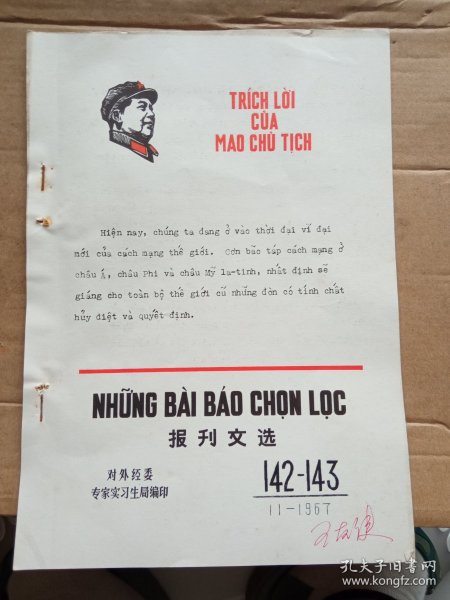 TRÍCH LỜI
CỦA
MAO CHỦ TỊCH
Hiện nay, chúng ta đang ở vào thời đại vĩ đại
mới của cách mạng thế giới. Cơn bão táp cách mạng ở
châu Á, châu Phi và châu Mỹ la-tinh, nhất định sẽ
giáng cho toàn bộ thế giới cũ những đòn có tính chất
hủy diệt và quyết định.
NHỮNG BÀI BÁO CHỌN LỌC
报刊文选
对外经委
专家实习生局编印
142-143
11-1967
孔夫子旧书网
www.kongfz.com